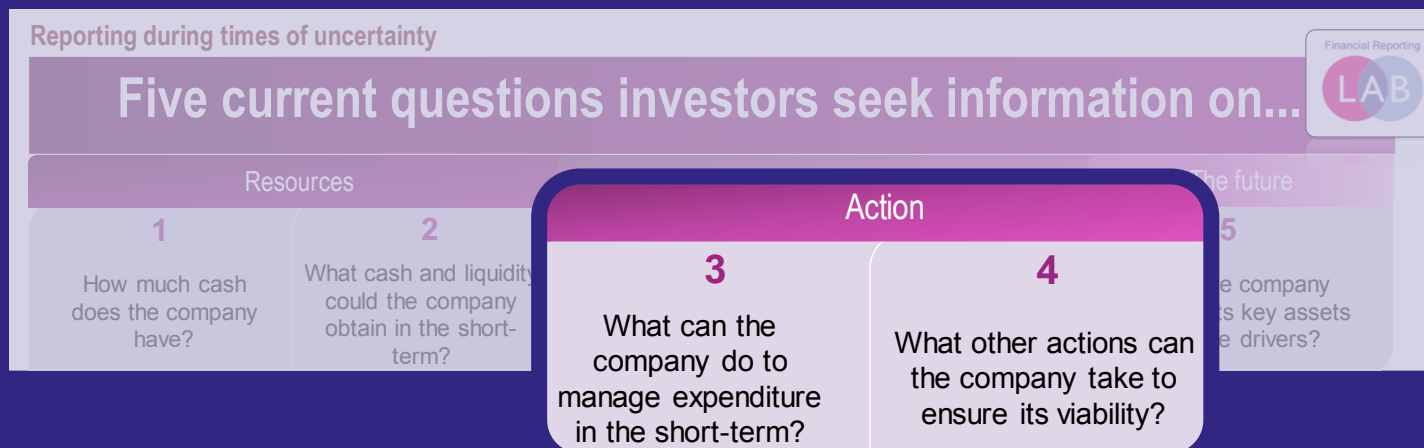 Reporting during times of uncertainty
Financial Reporting
LAB
Five current questions investors seek information on...
Resources
Action
The future
1
How much cash
does the company
have?
2
What cash and liquidity
could the company
obtain in the short-
term?
3
What can the
company do to
manage expenditure
in the short-term?
4
What other actions can
the company take to
ensure its viability?
5
company
key assets
drivers?